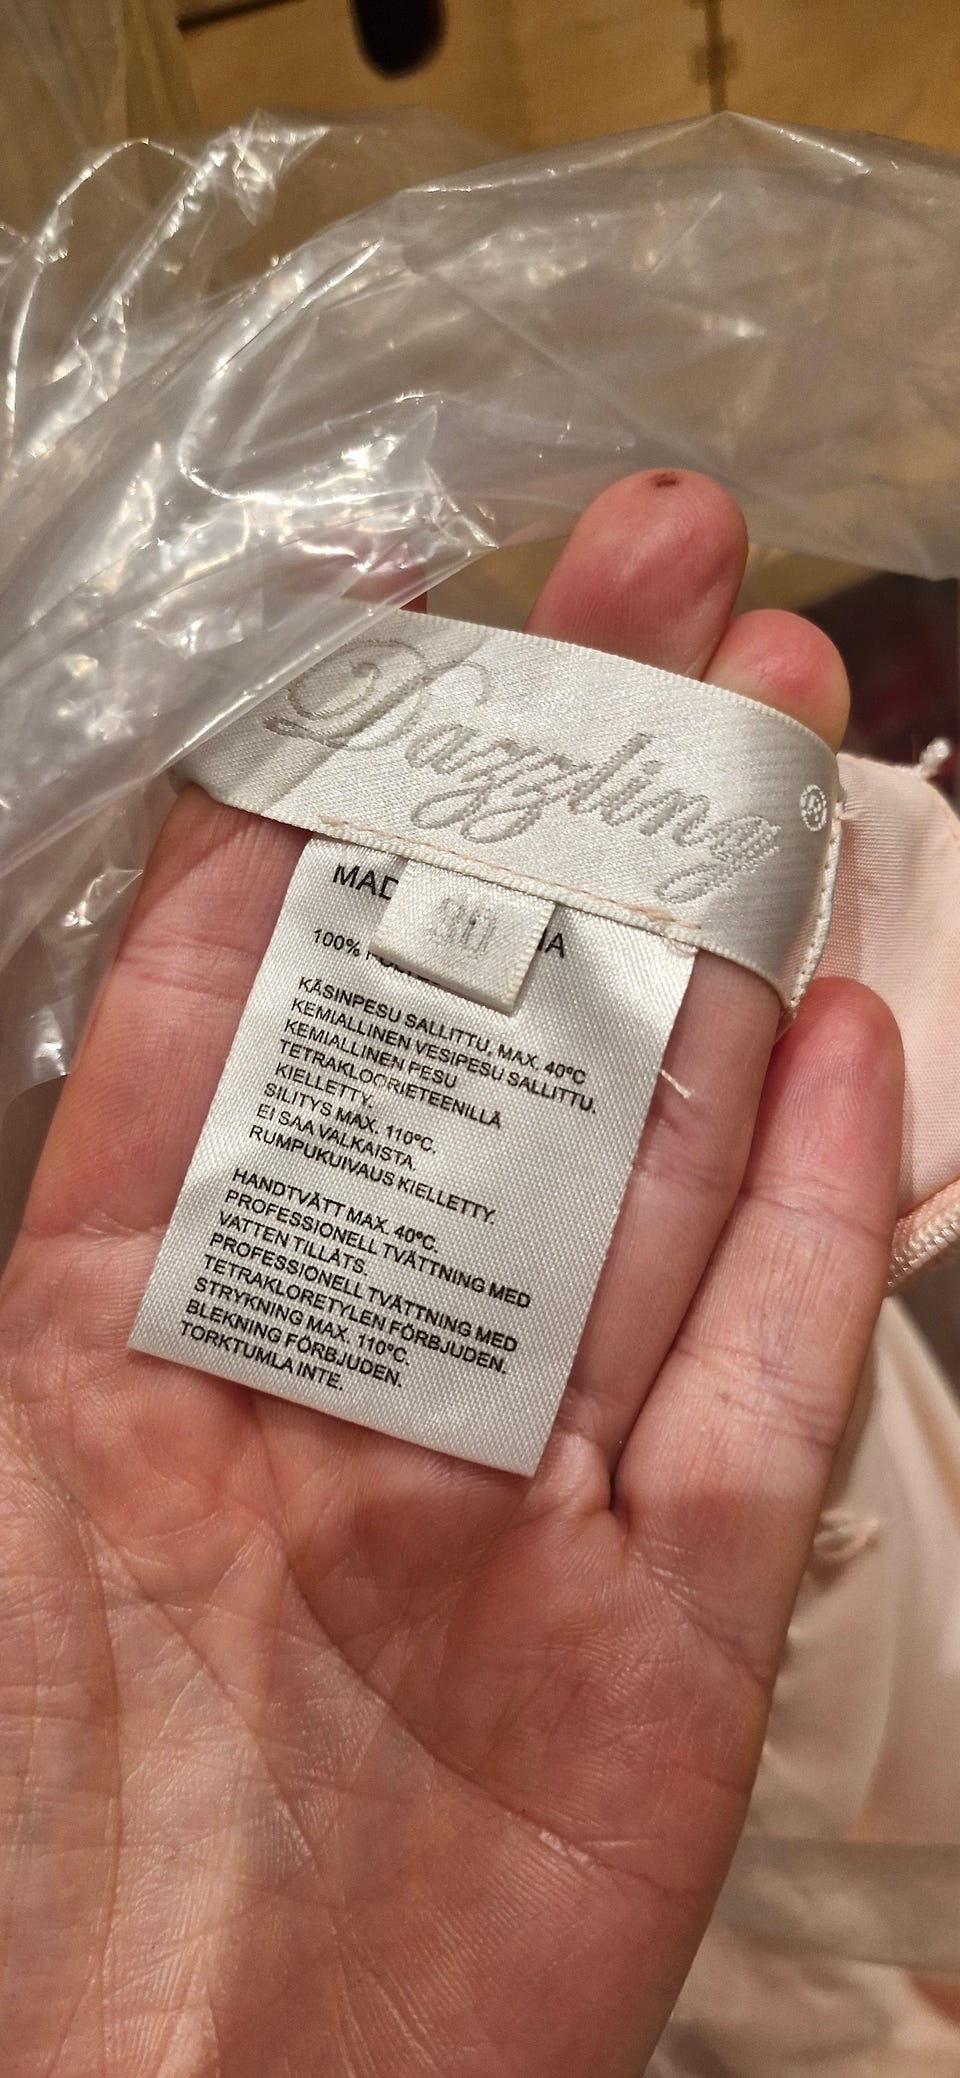 Dazzling ®
MAD
IA
100%
KÄSINPESU SALLITTU, MAX. 40°C
KEMIALLINEN VESIPESU SALLITTU.
KEMIALLINEN PESU
TETRAKLOORIETEENILLÄ
KIELLETTY.
SILITYS MAX. 110°C.
EI SAA VALKAISTA.
RUMPUKUIVAUS KIELLETTY.
HANDTVÄTT MAX. 40°C.
PROFESSIONELL TVÄTTNING MED
VATTEN TILLÅTS.
PROFESSIONELL TVÄTTNING MED
TETRAKLORETYLEN FÖRBJUDEN.
STRYKNING MAX. 110°C.
BLEKNING FÖRBJUDEN.
TORKTUMLA INTE.